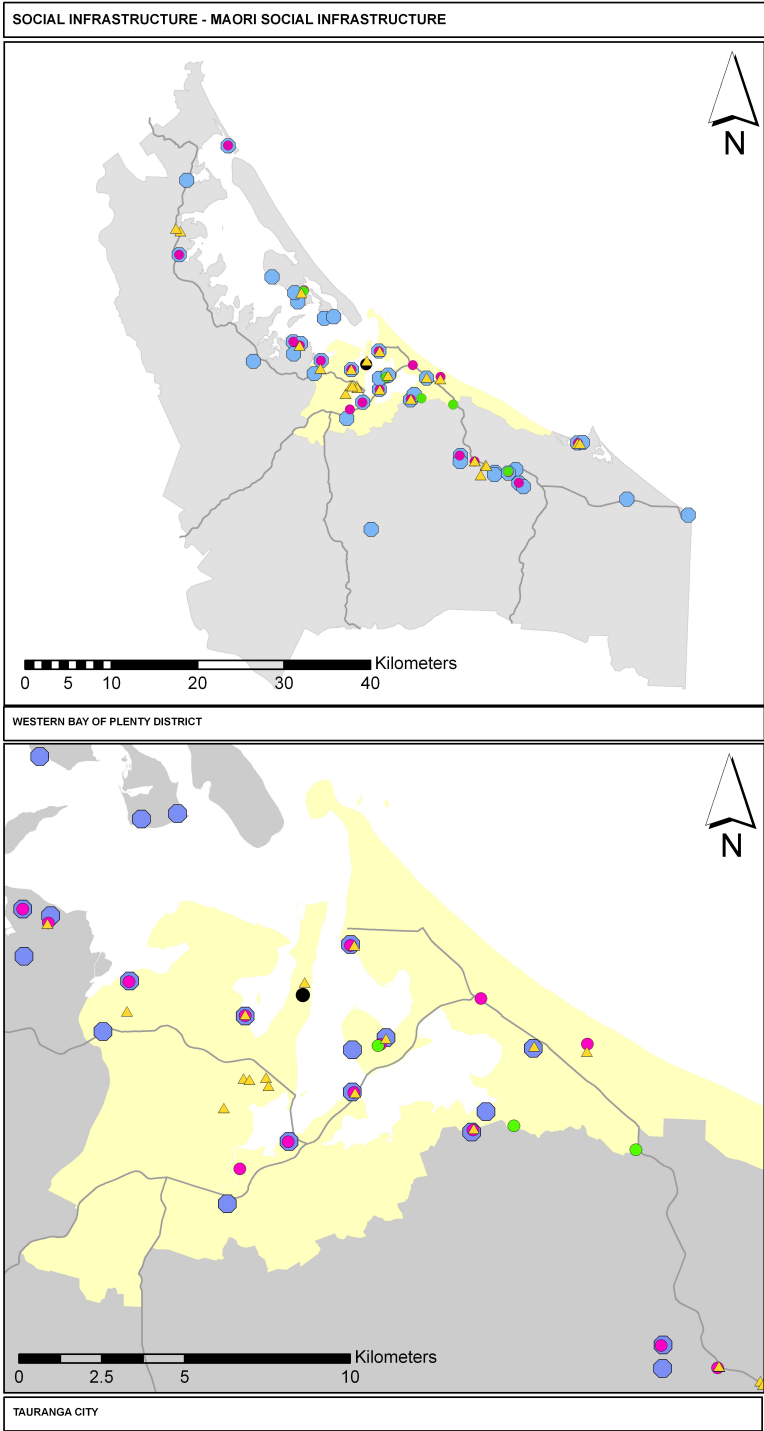 SOCIAL INFRASTRUCTURE - MAORI SOCIAL INFRASTRUCTURE
N
Kilometers
0 5 10 20 30 40
WESTERN BAY OF PLENTY DISTRICT
N
Kilometers
0 2.5 5 10
TAURANGA CITY